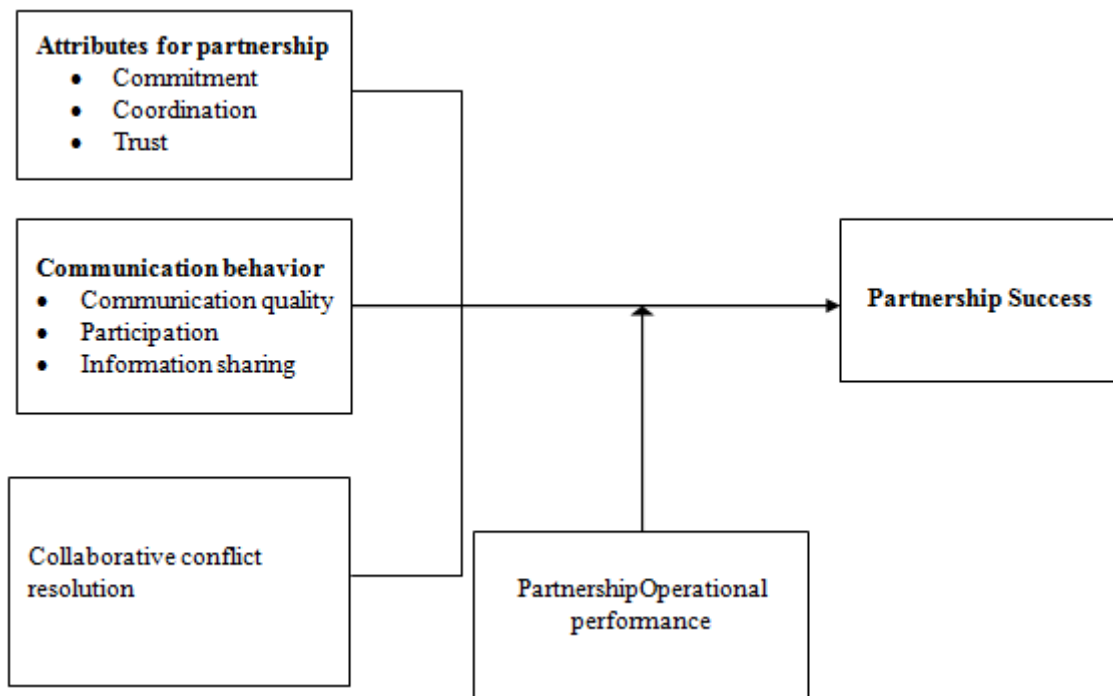 Attributes for partnership
• Commitment
• Coordination
• Trust
Communication behavior
• Communication quality
• Participation
• Information sharing
Partnership Success
Collaborative conflict
resolution
PartnershipOperational
performance